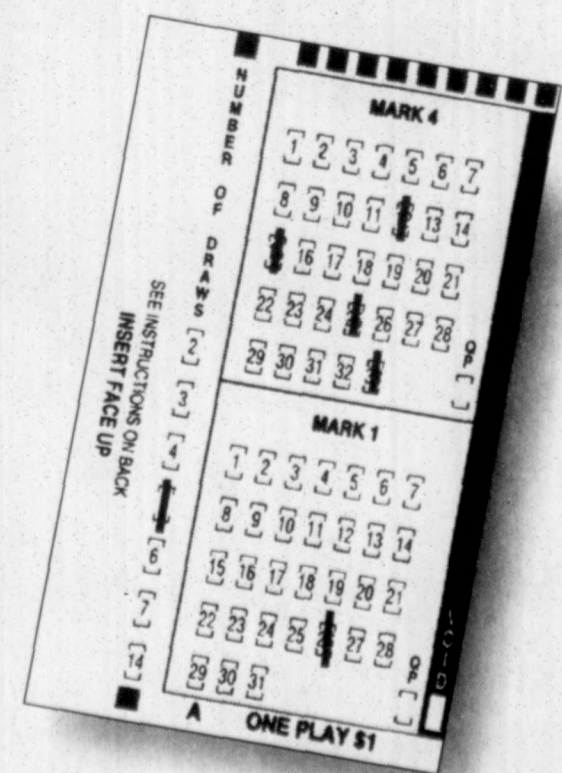 MARK 4
[1] [2] [3] [4] [5] [6] [7]
[8] [9] [10] [11] [13] [14]
[16] [17] [18] [19] [20] [21]
[22] [23] [24] [26] [27] [28]
[29] [30] [31] [32] QP [ ]
MARK 1
[1] [2] [3] [4] [5] [6] [7]
[8] [9] [10] [11] [12] [13] [14]
[15] [16] [17] [18] [19] [20] [21]
[22] [23] [24] [25] [27] [28]
[29] [30] [31] QP [ ]
A ONE PLAY $1
NUMBER OF DRAWS [2] [3] [4] [6] [7] [14]
SEE INSTRUCTIONS ON BACK
INSERT FACE UP
VOID